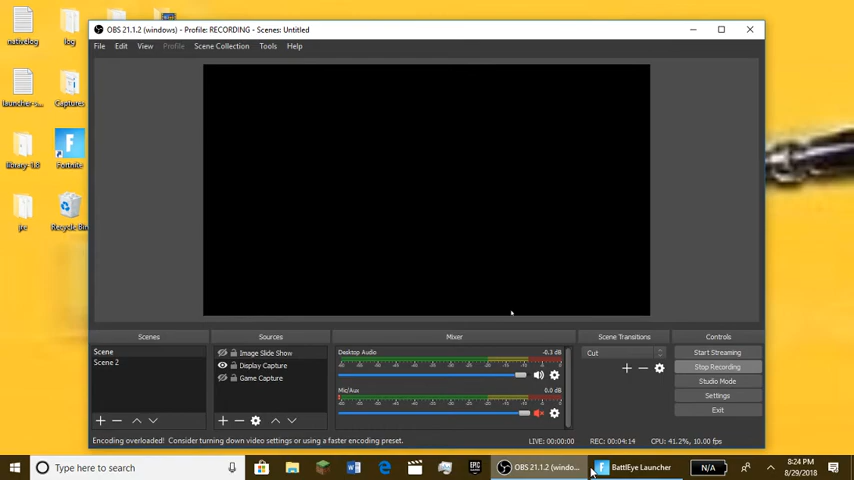 OBS 21.1.2 (windows) - Profile: RECORDING - Scenes: Untitled
File Edit View Profile Scene Collection Tools Help
nativelog
log
launcher-s...
Captures
library-1.8
Fortnite
jre
Recycle Bin
Scenes Sources Mixer Scene Transitions Controls
Scene
Scene 2
Image Slide Show
Display Capture
Game Capture
Desktop Audio -0.3 dB
Mic/Aux 0.0 dB
Cut
Start Streaming
Stop Recording
Studio Mode
Settings
Exit
Encoding overloaded! Consider turning down video settings or using a faster encoding preset. LIVE: 00:00:00 REC: 00:04:14 CPU: 41.2%, 10.00 fps
Type here to search
EPIC
OBS 21.1.2 (windo...
BattlEye Launcher
N/A
8:24 PM
8/29/2018